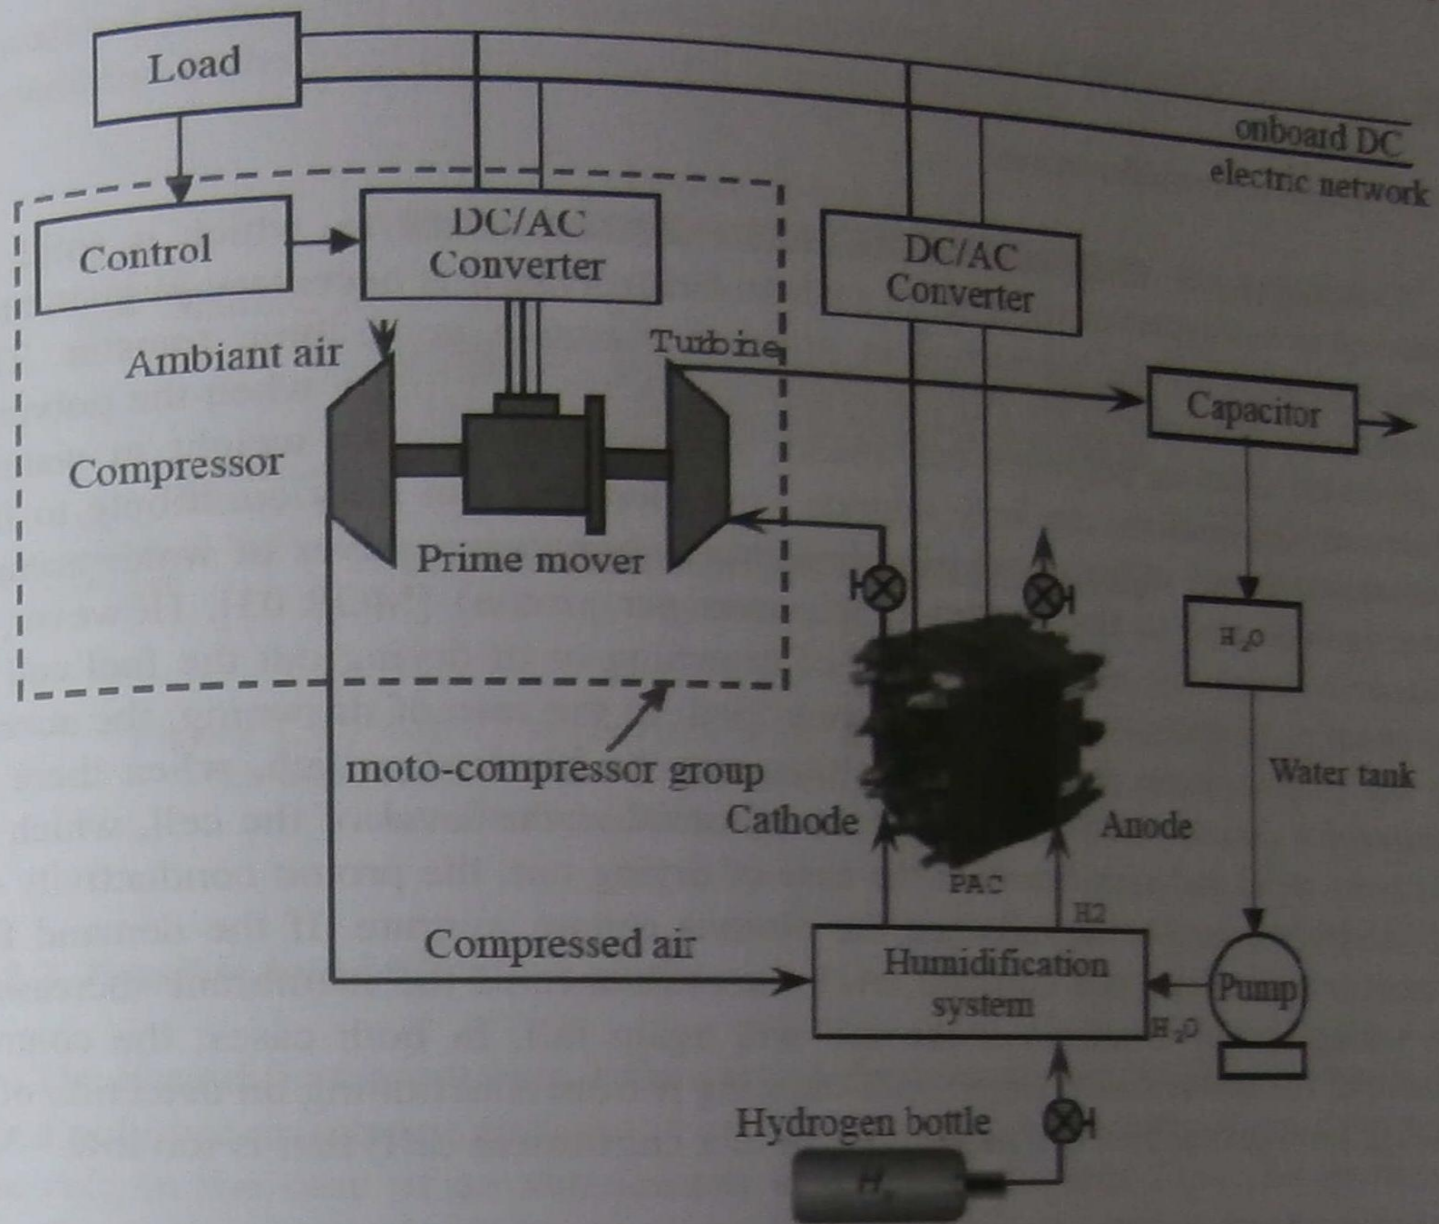 Load
onboard DC
electric network
Control
DC/AC
Converter
DC/AC
Converter
Ambiant air
Turbine
Capacitor
Compressor
Prime mover
H₂O
moto-compressor group
Water tank
Cathode
Anode
PAC
H2
Compressed air
Humidification
system
Pump
H₂O
Hydrogen bottle